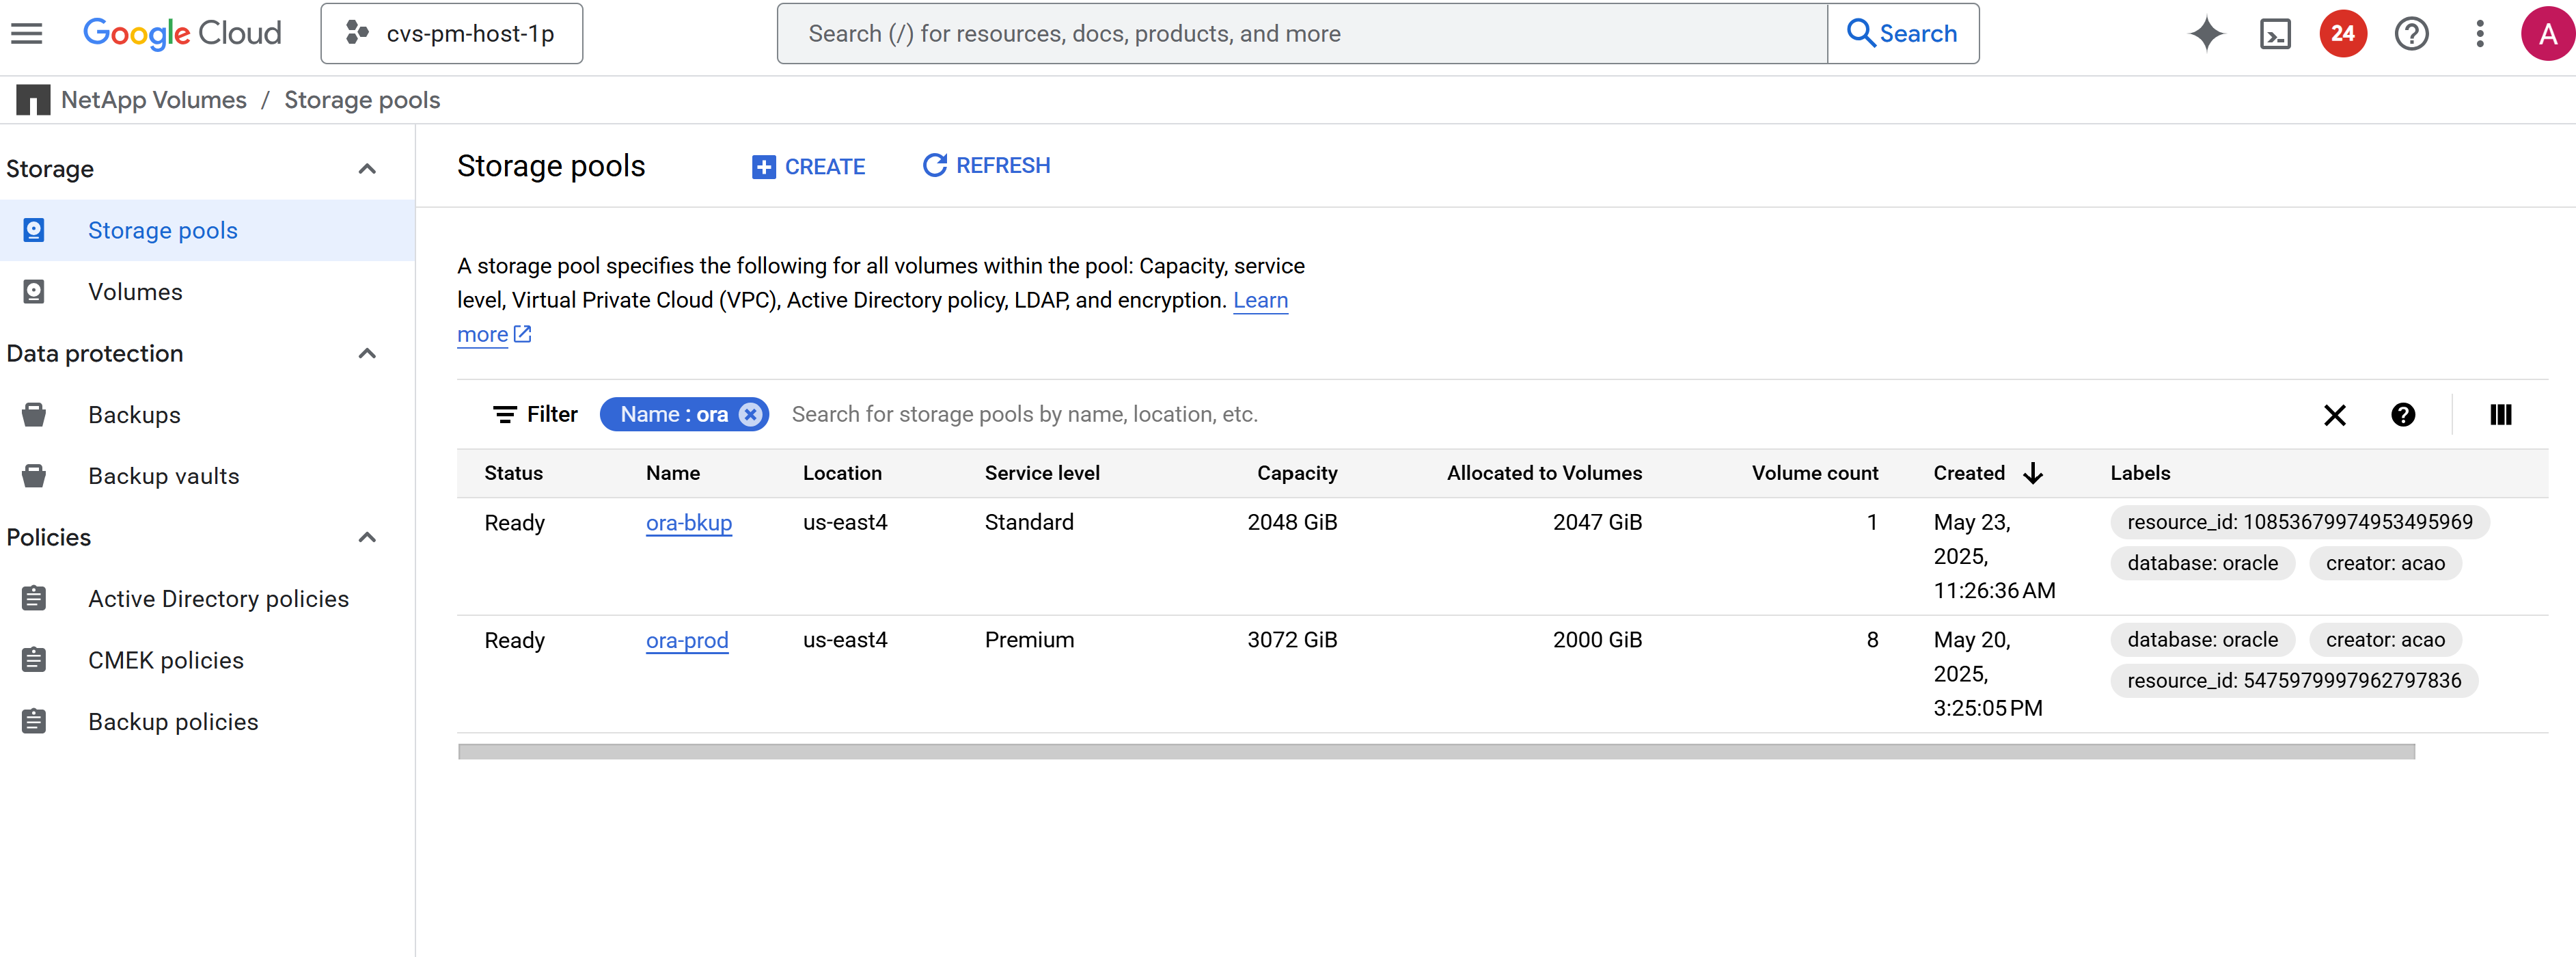 Google Cloud
cvs-pm-host-1p
Search (/) for resources, docs, products, and more
Search
24
A
NetApp Volumes / Storage pools
Storage
Storage pools
Volumes
Data protection
Backups
Backup vaults
Policies
Active Directory policies
CMEK policies
Backup policies
Storage pools
CREATE
REFRESH
A storage pool specifies the following for all volumes within the pool: Capacity, service
level, Virtual Private Cloud (VPC), Active Directory policy, LDAP, and encryption. Learn
more
Filter Name : ora Search for storage pools by name, location, etc.
Status Name Location Service level Capacity Allocated to Volumes Volume count Created Labels
Ready ora-bkup us-east4 Standard 2048 GiB 2047 GiB 1 May 23, resource_id: 10853679974953495969
2025, database: oracle creator: acao
11:26:36 AM
Ready ora-prod us-east4 Premium 3072 GiB 2000 GiB 8 May 20, database: oracle creator: acao
2025, resource_id: 5475979997962797836
3:25:05 PM